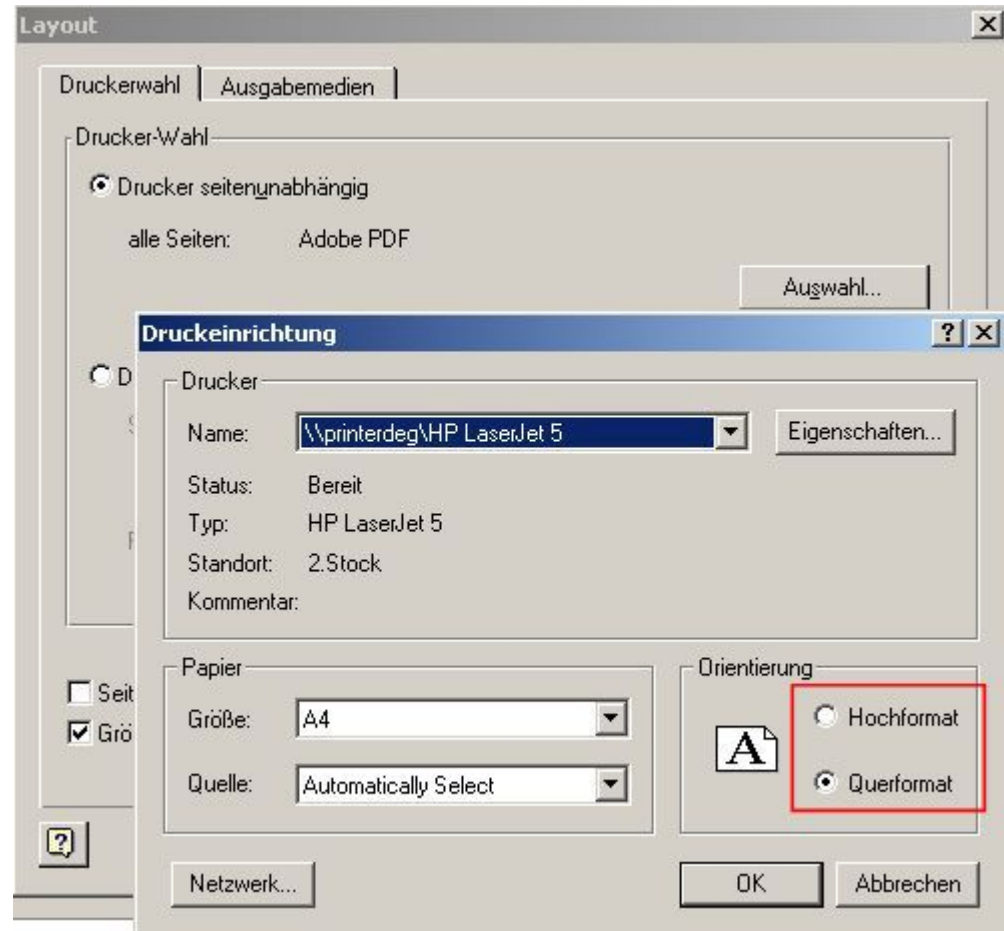 Layout
Druckerwahl Ausgabemedien
Drucker-Wahl
Drucker seitenunabhängig
alle Seiten: Adobe PDF
Auswahl...
Druckeinrichtung
D
Drucker
Name: \\printerdeg\HP LaserJet 5 Eigenschaften...
Status: Bereit
Typ: HP LaserJet 5
Standort: 2.Stock
Kommentar:
Papier
Orientierung
Seit
Größe: A4
Hochformat
Grö
A
Quelle: Automatically Select
Querformat
Netzwerk... OK Abbrechen